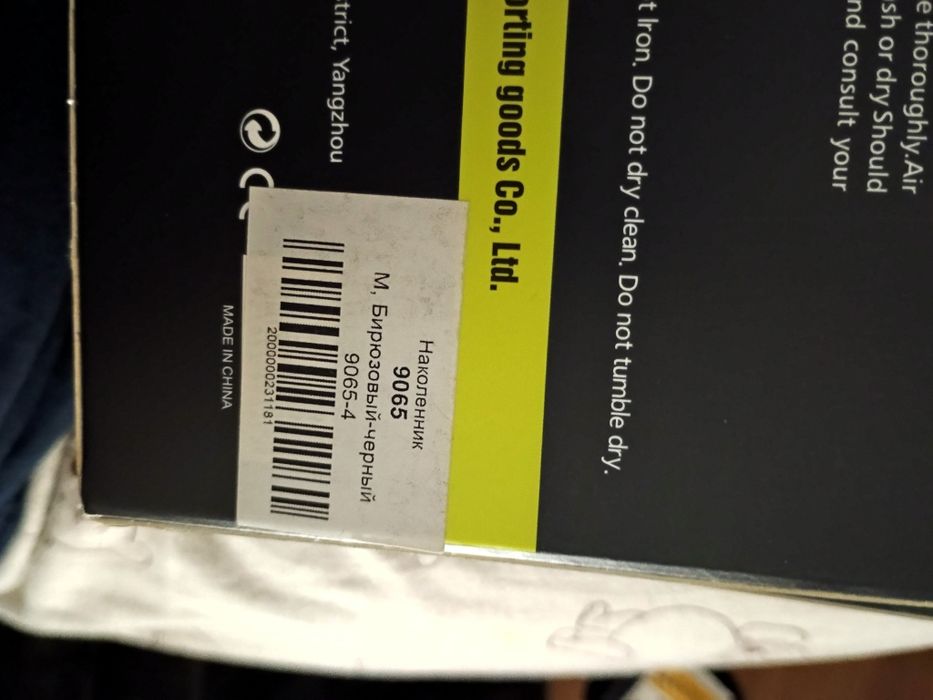 e thoroughly.Air
sh or dry Should
nd consult your
t Iron. Do not dry clean. Do not tumble dry.
orting goods Co., Ltd.
trict, Yangzhou
Наколенник
9065
М, Бирюзовый-черный
9065-4
2000000231181
MADE IN CHINA